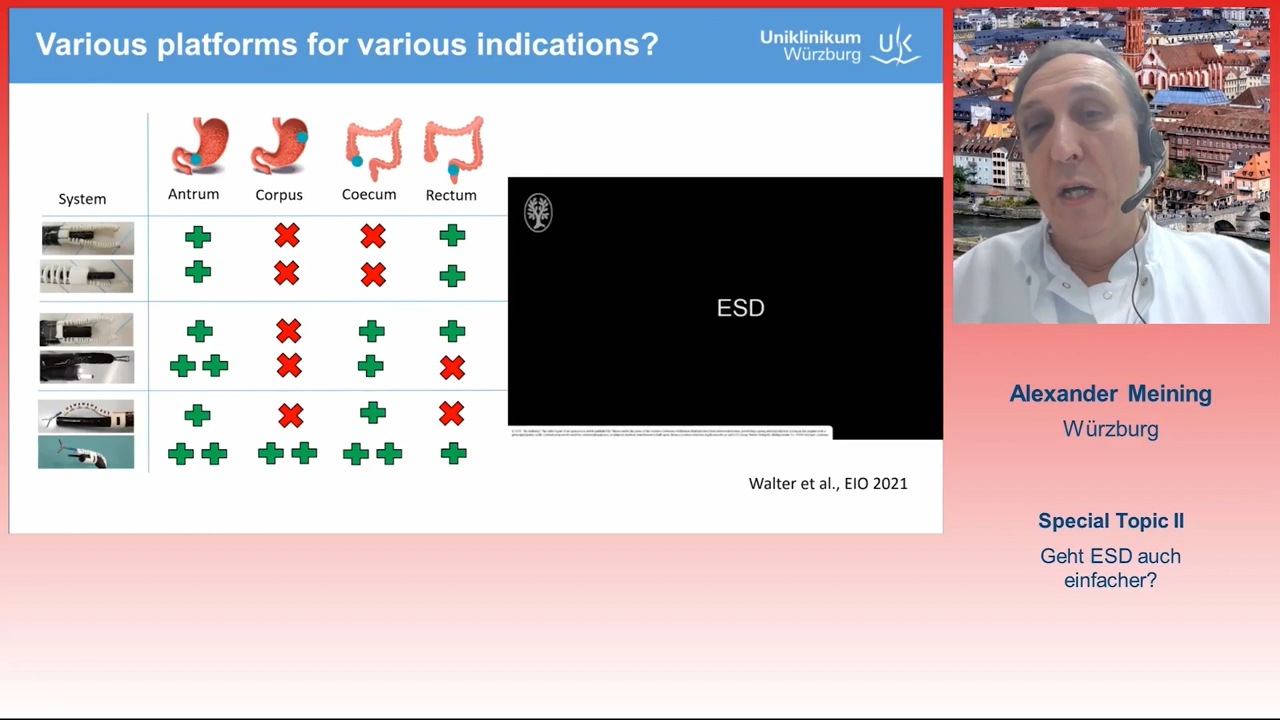 Various platforms for various indications?
Uniklinikum
Würzburg
UK
System
Antrum
Corpus
Coecum
Rectum
ESD
Walter et al., EIO 2021
Alexander Meining
Würzburg
Special Topic II
Geht ESD auch
einfacher?